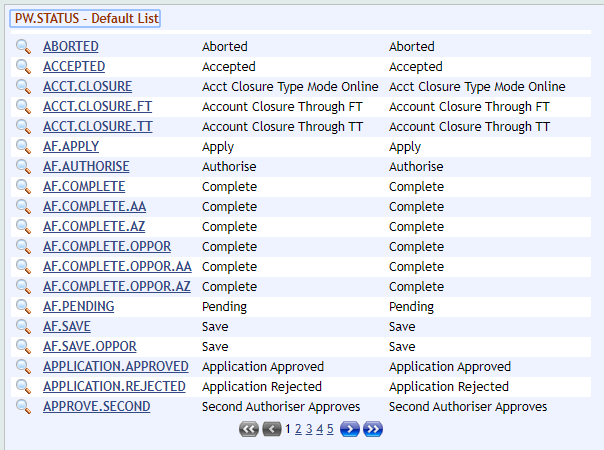 PW.STATUS - Default List
ABORTED Aborted Aborted
ACCEPTED Accepted Accepted
ACCT.CLOSURE Acct Closure Type Mode Online Acct Closure Type Mode Online
ACCT.CLOSURE.FT Account Closure Through FT Account Closure Through FT
ACCT.CLOSURE.TT Account Closure Through TT Account Closure Through TT
AF.APPLY Apply Apply
AF.AUTHORISE Authorise Authorise
AF.COMPLETE Complete Complete
AF.COMPLETE.AA Complete Complete
AF.COMPLETE.AZ Complete Complete
AF.COMPLETE.OPPOR Complete Complete
AF.COMPLETE.OPPOR.AA Complete Complete
AF.COMPLETE.OPPOR.AZ Complete Complete
AF.PENDING Pending Pending
AF.SAVE Save Save
AF.SAVE.OPPOR Save Save
APPLICATION.APPROVED Application Approved Application Approved
APPLICATION.REJECTED Application Rejected Application Rejected
APPROVE.SECOND Second Authoriser Approves Second Authoriser Approves
1 2 3 4 5